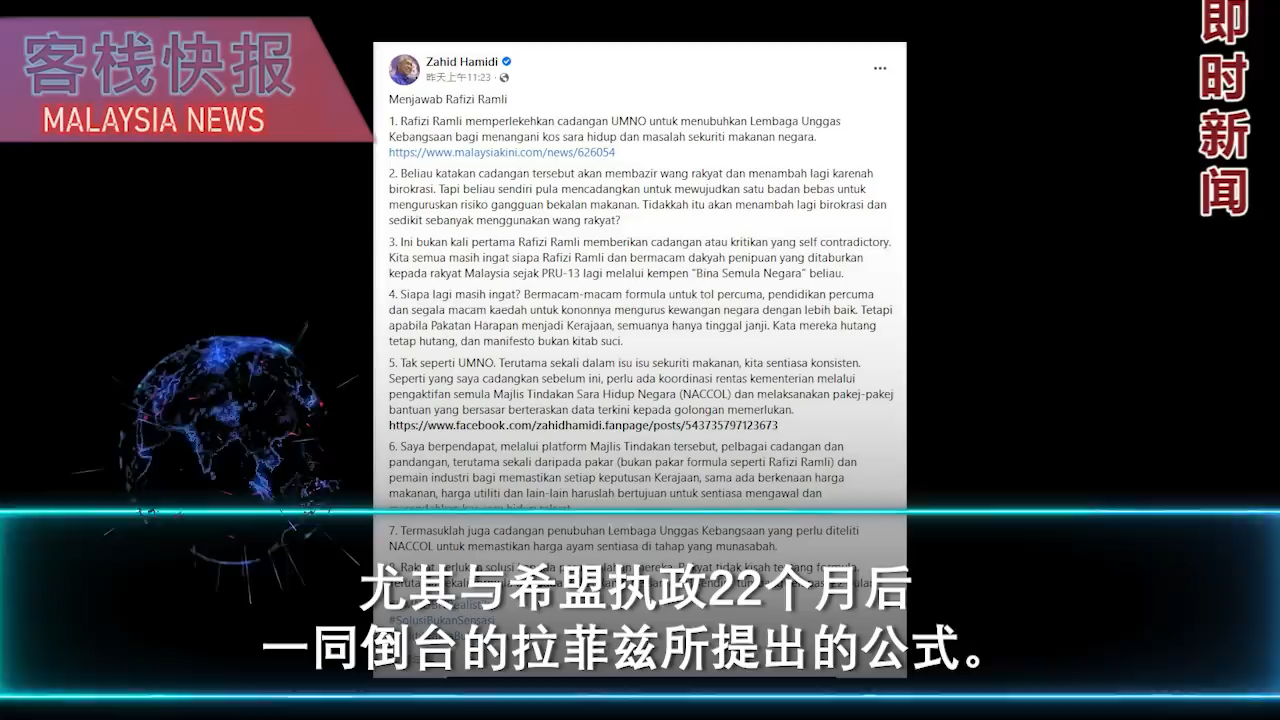 客栈快报
MALAYSIA NEWS
即时新闻
Zahid Hamidi
昨天上午11:23
Menjawab Rafizi Ramli
1. Rafizi Ramli memperlekehkan cadangan UMNO untuk menubuhkan Lembaga Unggas
Kebangsaan bagi menangani kos sara hidup dan masalah sekuriti makanan negara.
https://www.malaysiakini.com/news/626054
2. Beliau katakan cadangan tersebut akan membazir wang rakyat dan menambah lagi karenah
birokrasi. Tapi beliau sendiri pula mencadangkan untuk mewujudkan satu badan bebas untuk
menguruskan risiko gangguan bekalan makanan. Tidakkah itu akan menambah lagi birokrasi dan
sedikit sebanyak menggunakan wang rakyat?
3. Ini bukan kali pertama Rafizi Ramli memberikan cadangan atau kritikan yang self contradictory.
Kita semua masih ingat siapa Rafizi Ramli dan bermacam dakyah penipuan yang ditaburkan
kepada rakyat Malaysia sejak PRU-13 lagi melalui kempen "Bina Semula Negara" beliau.
4. Siapa lagi masih ingat? Bermacam-macam formula untuk tol percuma, pendidikan percuma
dan segala macam kaedah untuk kononnya mengurus kewangan negara dengan lebih baik. Tetapi
apabila Pakatan Harapan menjadi Kerajaan, semuanya hanya tinggal janji. Kata mereka hutang
tetap hutang, dan manifesto bukan kitab suci.
5. Tak seperti UMNO. Terutama sekali dalam isu isu sekuriti makanan, kita sentiasa konsisten.
Seperti yang saya cadangkan sebelum ini, perlu ada koordinasi rentas kementerian melalui
pengaktifan semula Majlis Tindakan Sara Hidup Negara (NACCOL) dan melaksanakan pakej-pakej
bantuan yang bersasar berteraskan data terkini kepada golongan memerlukan.
https://www.facebook.com/zahidhamidi.fanpage/posts/543735797123673
6. Saya berpendapat, melalui platform Majlis Tindakan tersebut, pelbagai cadangan dan
pandangan, terutama sekali daripada pakar (bukan pakar formula seperti Rafizi Ramli) dan
pemain industri bagi memastikan setiap keputusan Kerajaan, sama ada berkenaan harga
makanan, harga utiliti dan lain-lain haruslah bertujuan untuk sentiasa mengawal dan
7. Termasuklah juga cadangan penubuhan Lembaga Unggas Kebangsaan yang perlu diteliti
NACCOL untuk memastikan harga ayam sentiasa di tahap yang munasabah.
#SolusiBukanSensasi
尤其与希盟执政22个月后
一同倒台的拉菲兹所提出的公式。